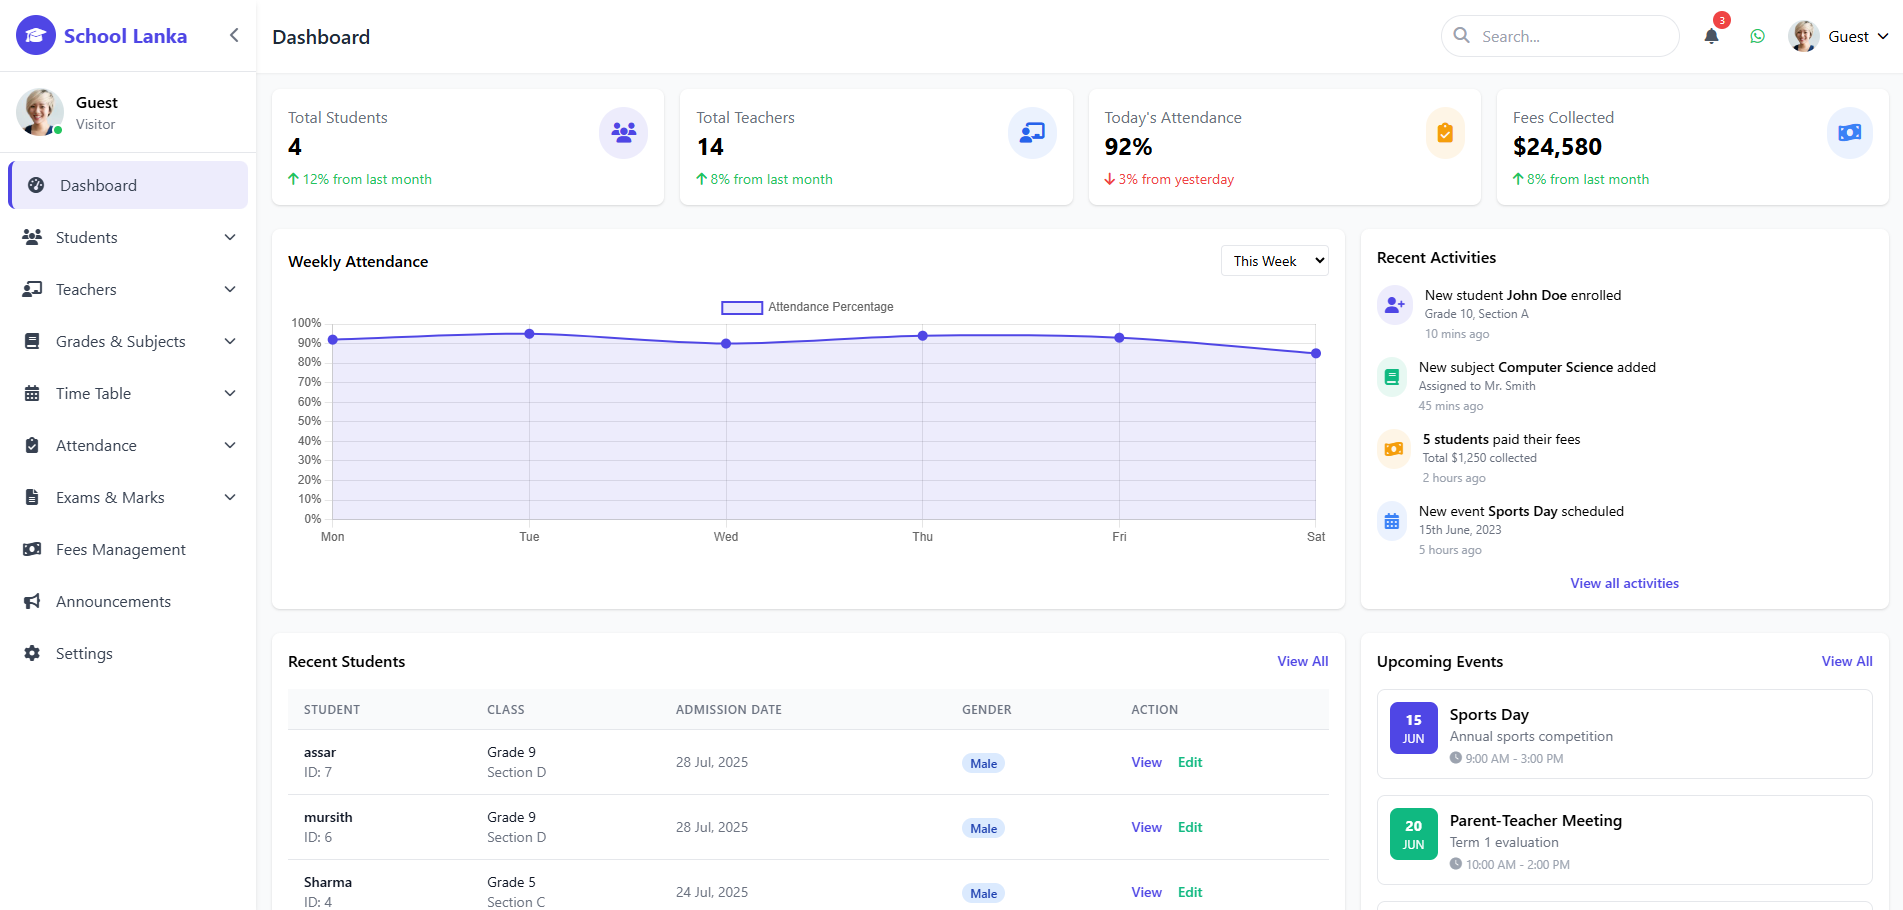 School Lanka
Guest
Visitor
Dashboard
Students
Teachers
Grades & Subjects
Time Table
Attendance
Exams & Marks
Fees Management
Announcements
Settings
Dashboard
Search...
3
Guest
Total Students
4
12% from last month
Total Teachers
14
8% from last month
Today's Attendance
92%
3% from yesterday
Fees Collected
$24,580
8% from last month
Weekly Attendance
This Week
Attendance Percentage
100%
90%
80%
70%
60%
50%
40%
30%
20%
10%
0%
Mon Tue Wed Thu Fri Sat
Recent Activities
New student John Doe enrolled
Grade 10, Section A
10 mins ago
New subject Computer Science added
Assigned to Mr. Smith
45 mins ago
5 students paid their fees
Total $1,250 collected
2 hours ago
New event Sports Day scheduled
15th June, 2023
5 hours ago
View all activities
Recent Students
View All
STUDENT CLASS ADMISSION DATE GENDER ACTION
assar
ID: 7
Grade 9
Section D
28 Jul, 2025
Male
View Edit
mursith
ID: 6
Grade 9
Section D
28 Jul, 2025
Male
View Edit
Sharma
ID: 4
Grade 5
Section C
24 Jul, 2025
Male
View Edit
Upcoming Events
View All
15
JUN
Sports Day
Annual sports competition
9:00 AM - 3:00 PM
20
JUN
Parent-Teacher Meeting
Term 1 evaluation
10:00 AM - 2:00 PM